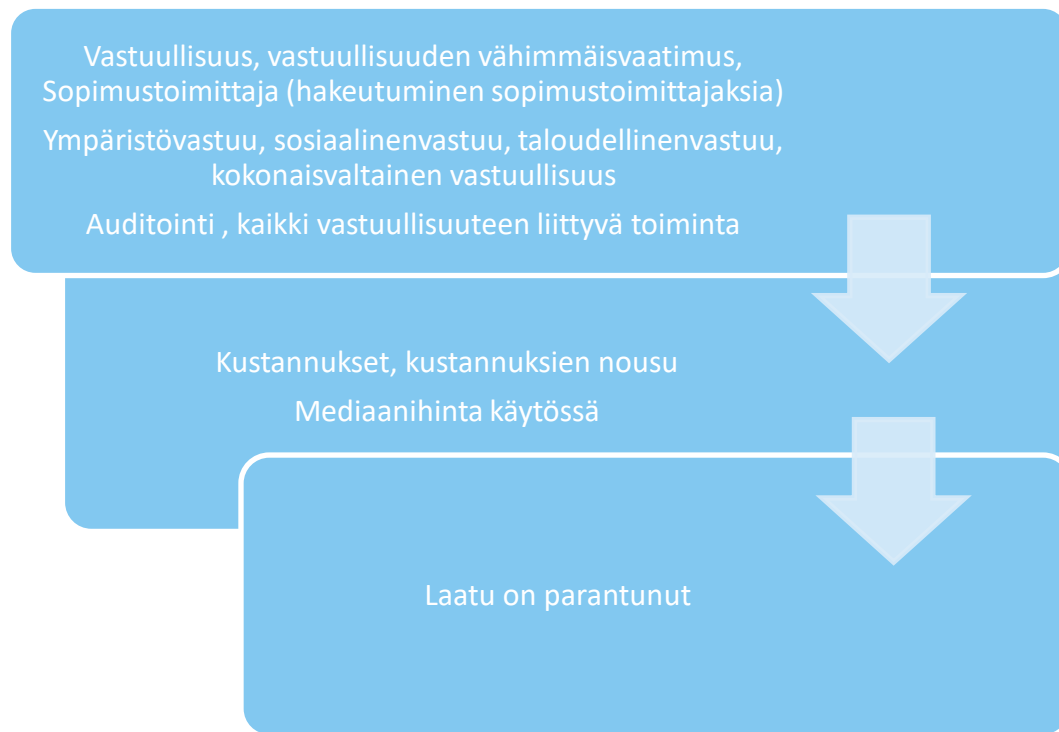 Vastuullisuus, vastuullisuuden vähimmäisvaatimus,
Sopimustoimittaja (hakeutuminen sopimustoimittajaksia)
Ympäristövastuu, sosiaalinenvastuu, taloudellinenvastuu,
kokonaisvaltainen vastuullisuus
Auditointi , kaikki vastuullisuuteen liittyvä toiminta
Kustannukset, kustannuksien nousu
Mediaanihinta käytössä
Laatu on parantunut